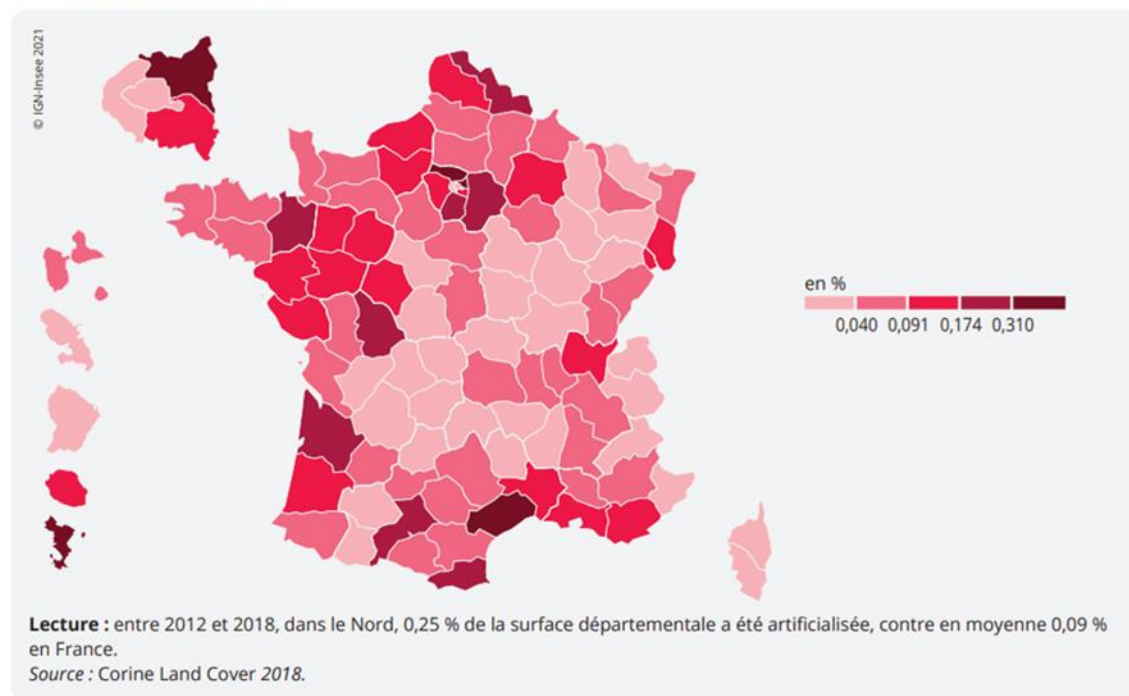 © IGN-Insee 2021
en %
0,040 0,091 0,174 0,310
Lecture : entre 2012 et 2018, dans le Nord, 0,25 % de la surface départementale a été artificialisée, contre en moyenne 0,09 %
en France.
Source : Corine Land Cover 2018.